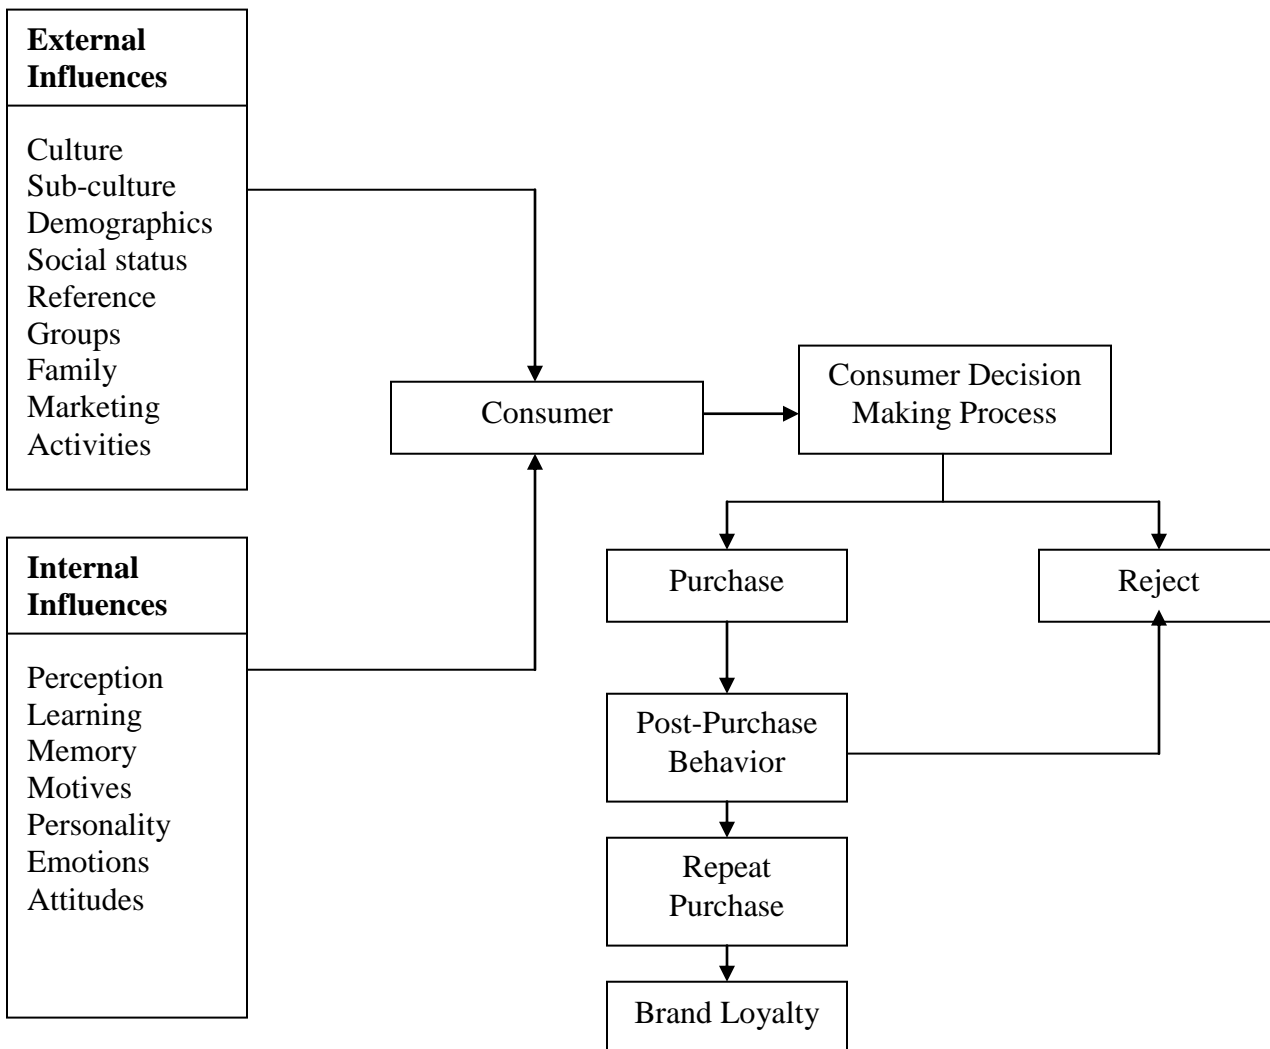 External
Influences
Culture
Sub-culture
Demographics
Social status
Reference
Groups
Family
Marketing
Activities
Internal
Influences
Perception
Learning
Memory
Motives
Personality
Emotions
Attitudes
Consumer
Consumer Decision
Making Process
Purchase
Reject
Post-Purchase
Behavior
Repeat
Purchase
Brand Loyalty